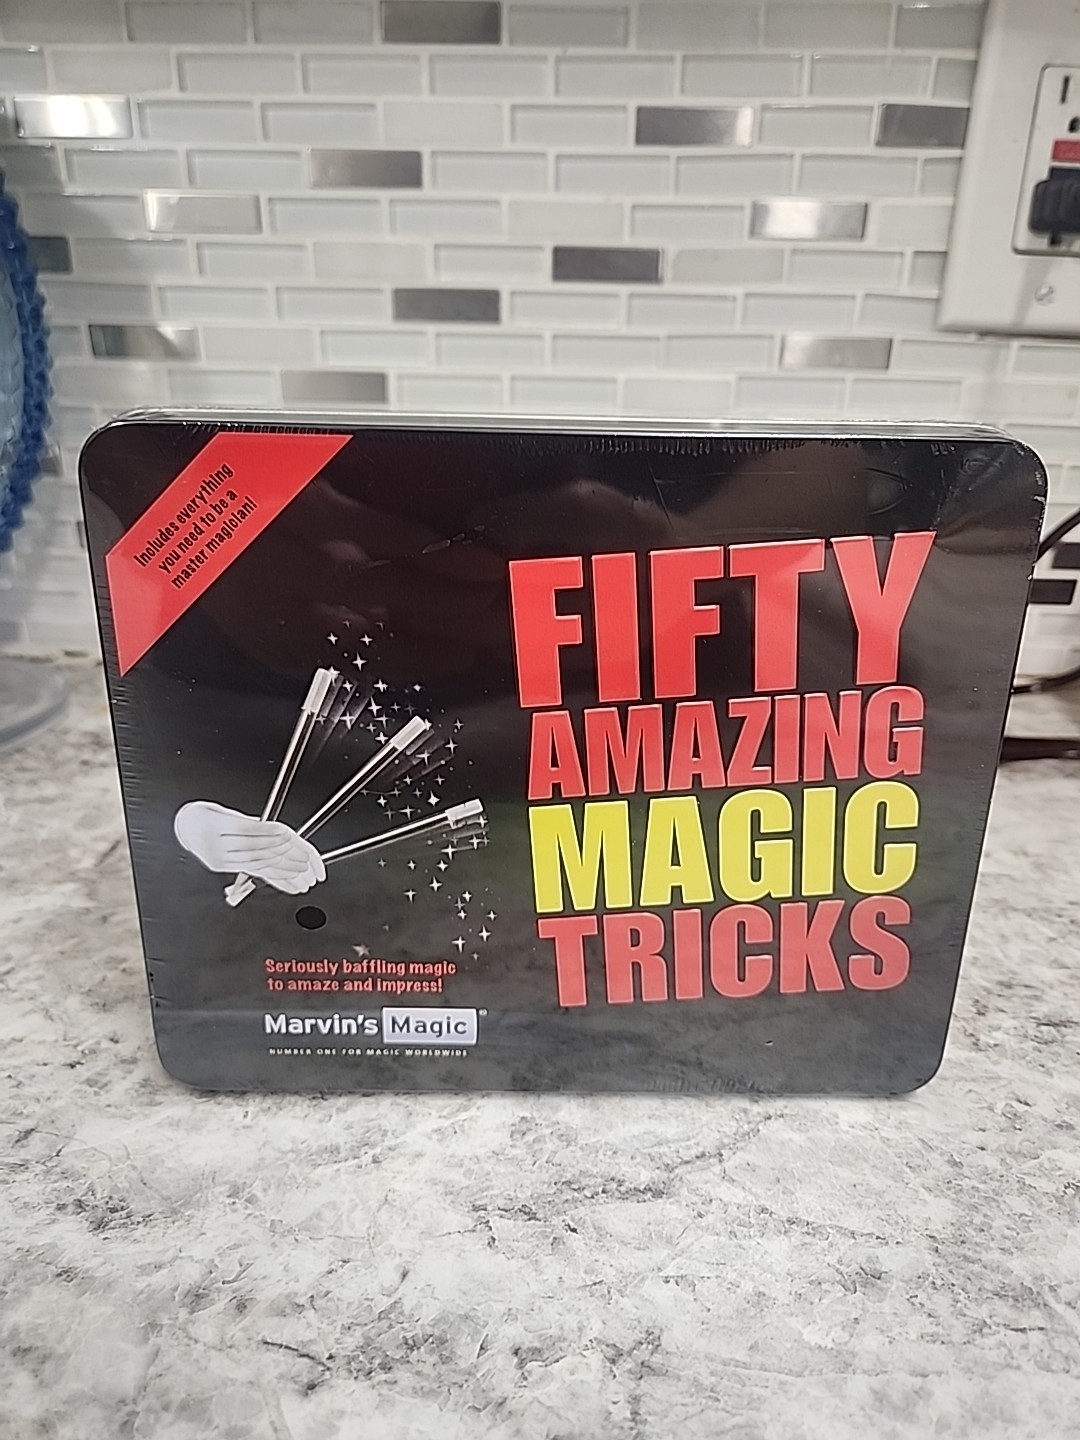 Includes everything
you need to be a
master magician!
FIFTY
AMAZING
MAGIC
TRICKS
Seriously baffling magic
to amaze and impress!
Marvin's Magic®
NUMBER ONE FOR MAGIC WORLDWIDE